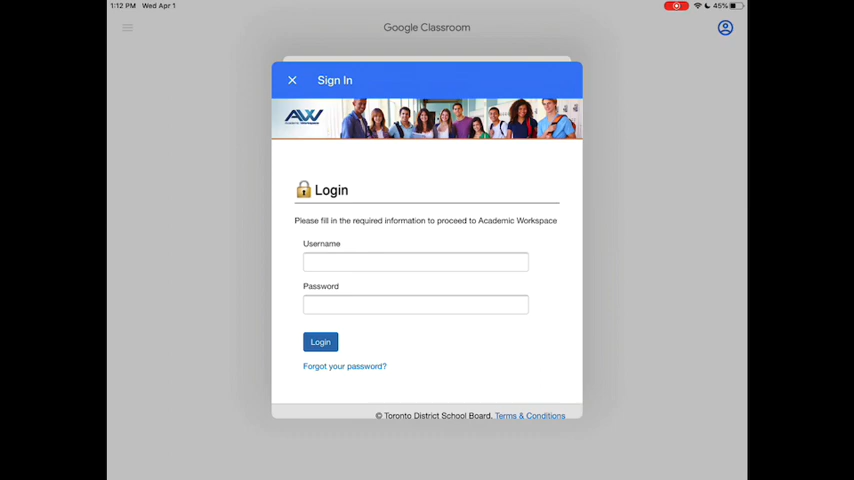 1:12 PM Wed Apr 1
45%
Google Classroom
Sign In
AW
Login
Please fill in the required information to proceed to Academic Workspace
Username
Password
Login
Forgot your password?
© Toronto District School Board, Terms & Conditions